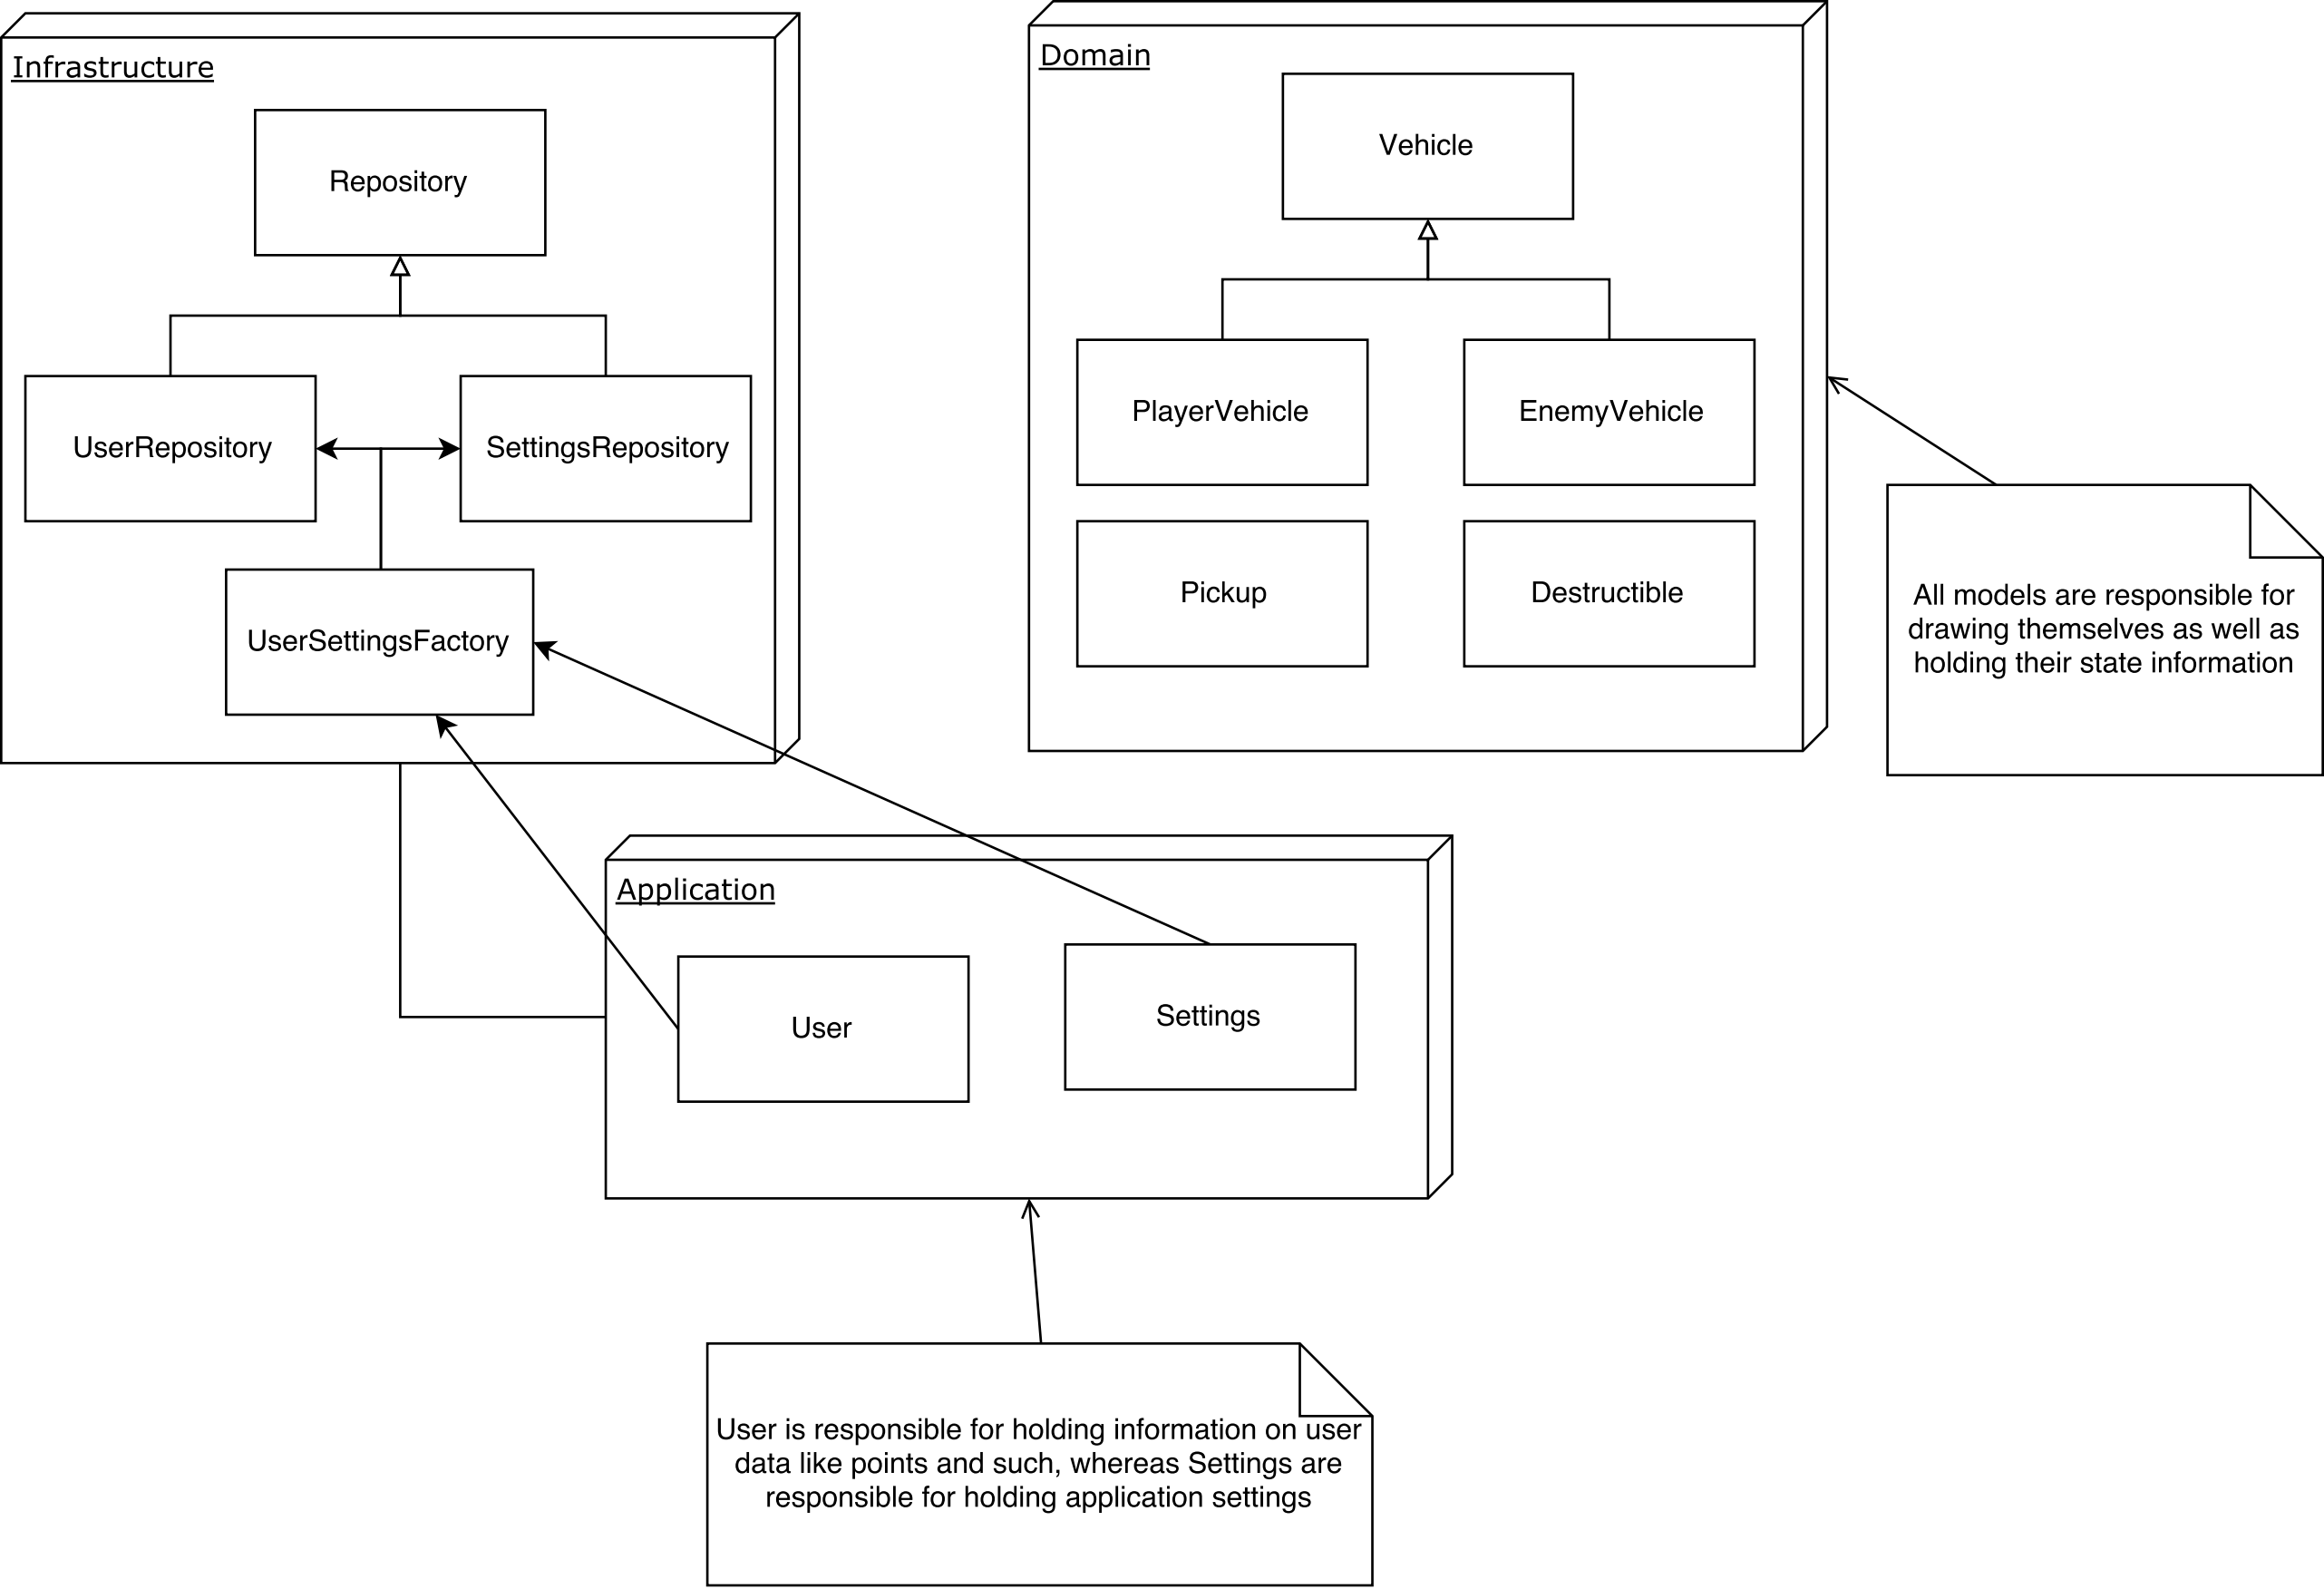 Infrastructure
Repository
UserRepository
SettingsRepository
UserSettingsFactory
Domain
Vehicle
PlayerVehicle
EnemyVehicle
Pickup
Destructible
All models are responsible for
drawing themselves as well as
holding their state information
Application
User
Settings
User is responsible for holding information on user
data like points and such, whereas Settings are
responsible for holding application settings